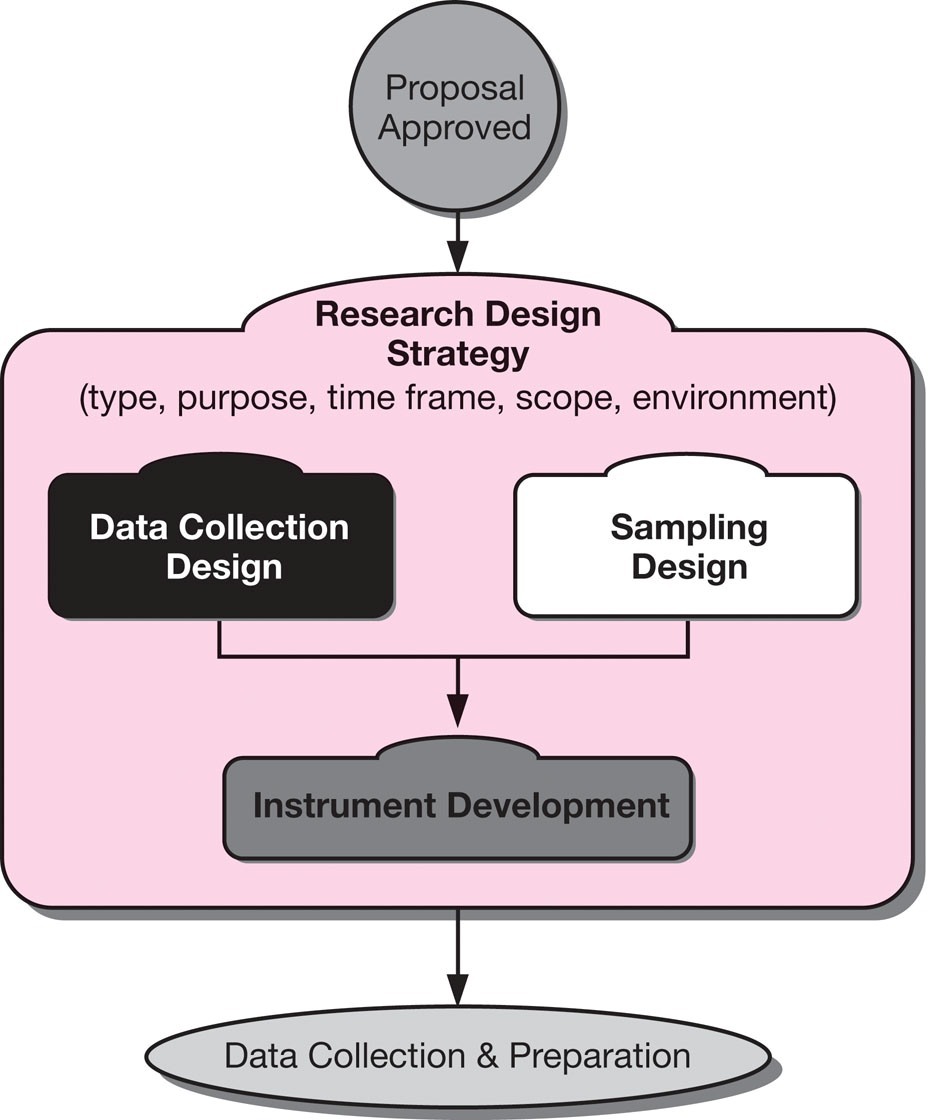 Proposal
Approved
Research Design
Strategy
(type, purpose, time frame, scope, environment)
Data Collection
Design
Sampling
Design
Instrument Development
Data Collection & Preparation